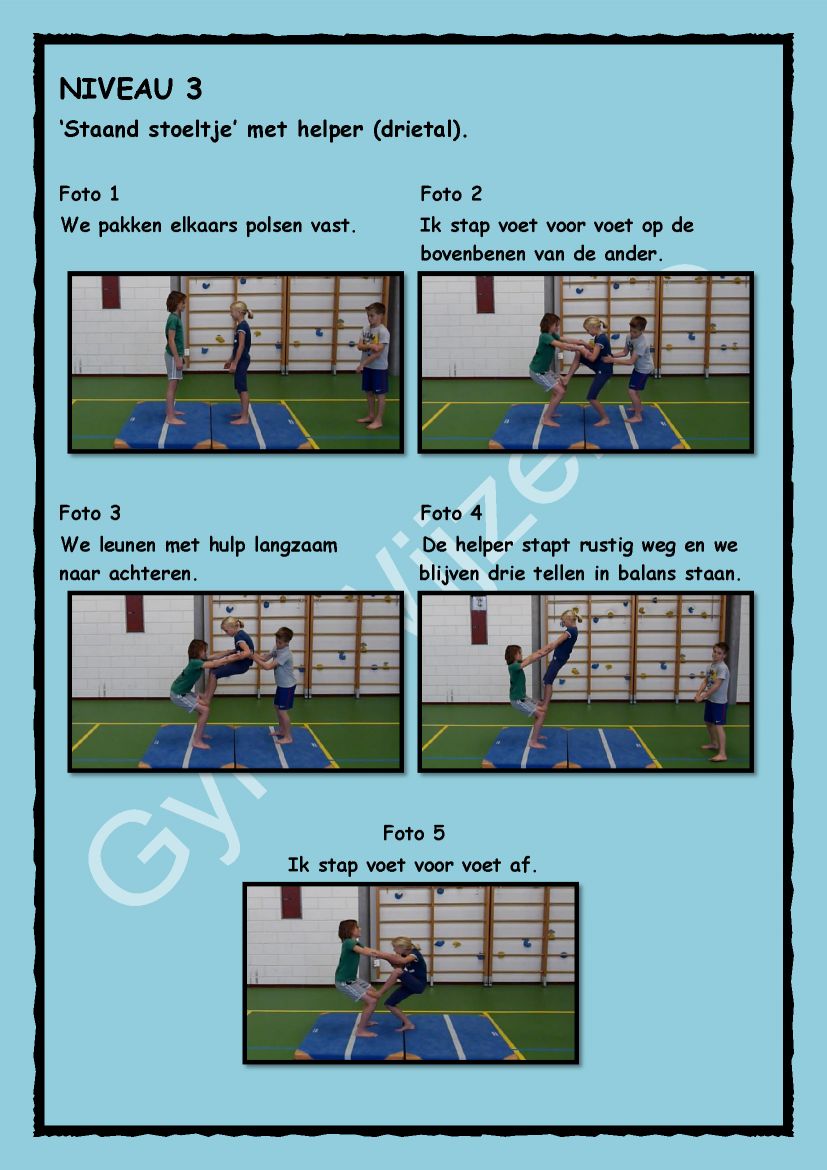 NIVEAU 3
‘Staand stoeltje’ met helper (drietal).
Foto 1
We pakken elkaars polsen vast.
Foto 2
Ik stap voet voor voet op de
bovenbenen van de ander.
Foto 3
We leunen met hulp langzaam
naar achteren.
Foto 4
De helper stapt rustig weg en we
blijven drie tellen in balans staan.
Foto 5
Ik stap voet voor voet af.